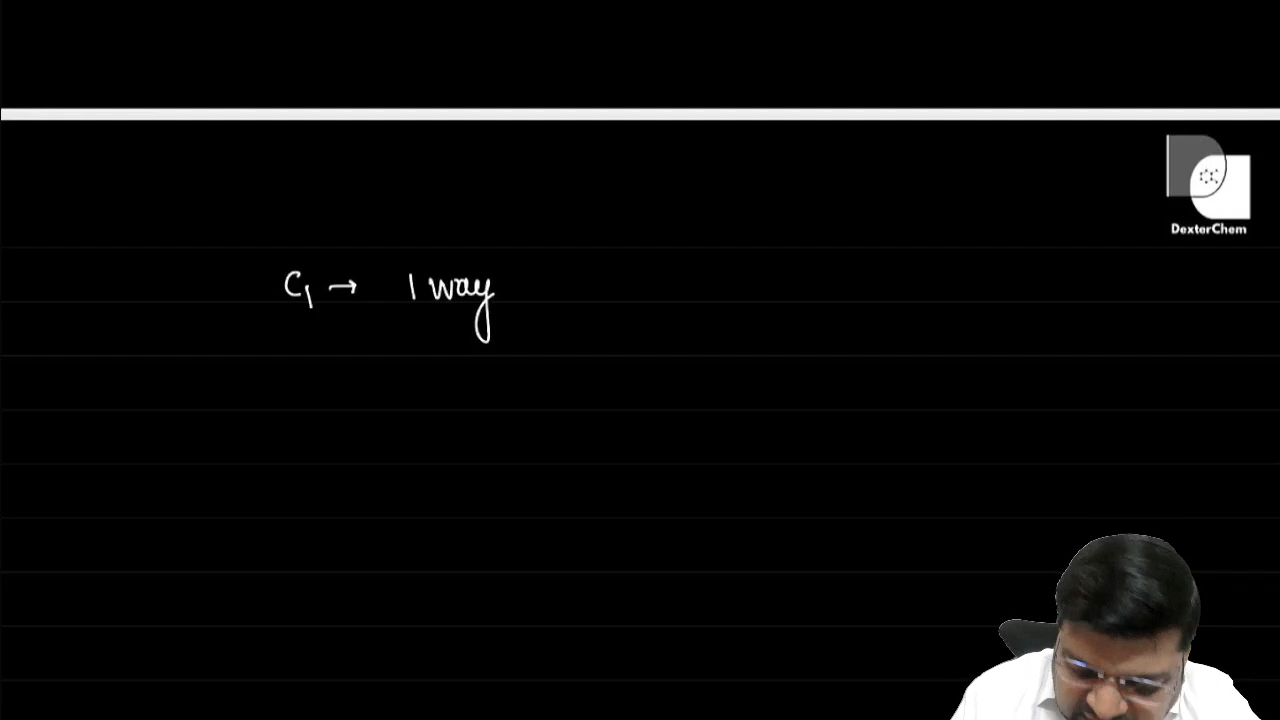 DexterChem
C₁ → 1 way